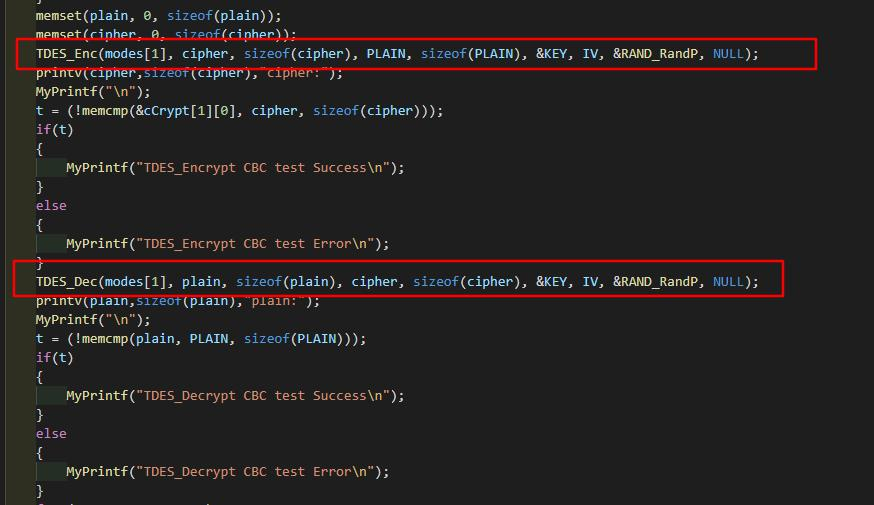 memset(plain, 0, sizeof(plain));
memset(cipher, 0, sizeof(cipher));
TDES_Enc(modes[1], cipher, sizeof(cipher), PLAIN, sizeof(PLAIN), &KEY, IV, &RAND_RandP, NULL);
printv(cipher,sizeof(cipher),"cipher:");
MyPrintf("\n");
t = (!memcmp(&cCrypt[1][0], cipher, sizeof(cipher)));
if(t)
{
MyPrintf("TDES_Encrypt CBC test Success\n");
}
else
{
MyPrintf("TDES_Encrypt CBC test Error\n");
}
TDES_Dec(modes[1], plain, sizeof(plain), cipher, sizeof(cipher), &KEY, IV, &RAND_RandP, NULL);
printv(plain,sizeof(plain),"plain:");
MyPrintf("\n");
t = (!memcmp(plain, PLAIN, sizeof(PLAIN)));
if(t)
{
MyPrintf("TDES_Decrypt CBC test Success\n");
}
else
{
MyPrintf("TDES_Decrypt CBC test Error\n");
}